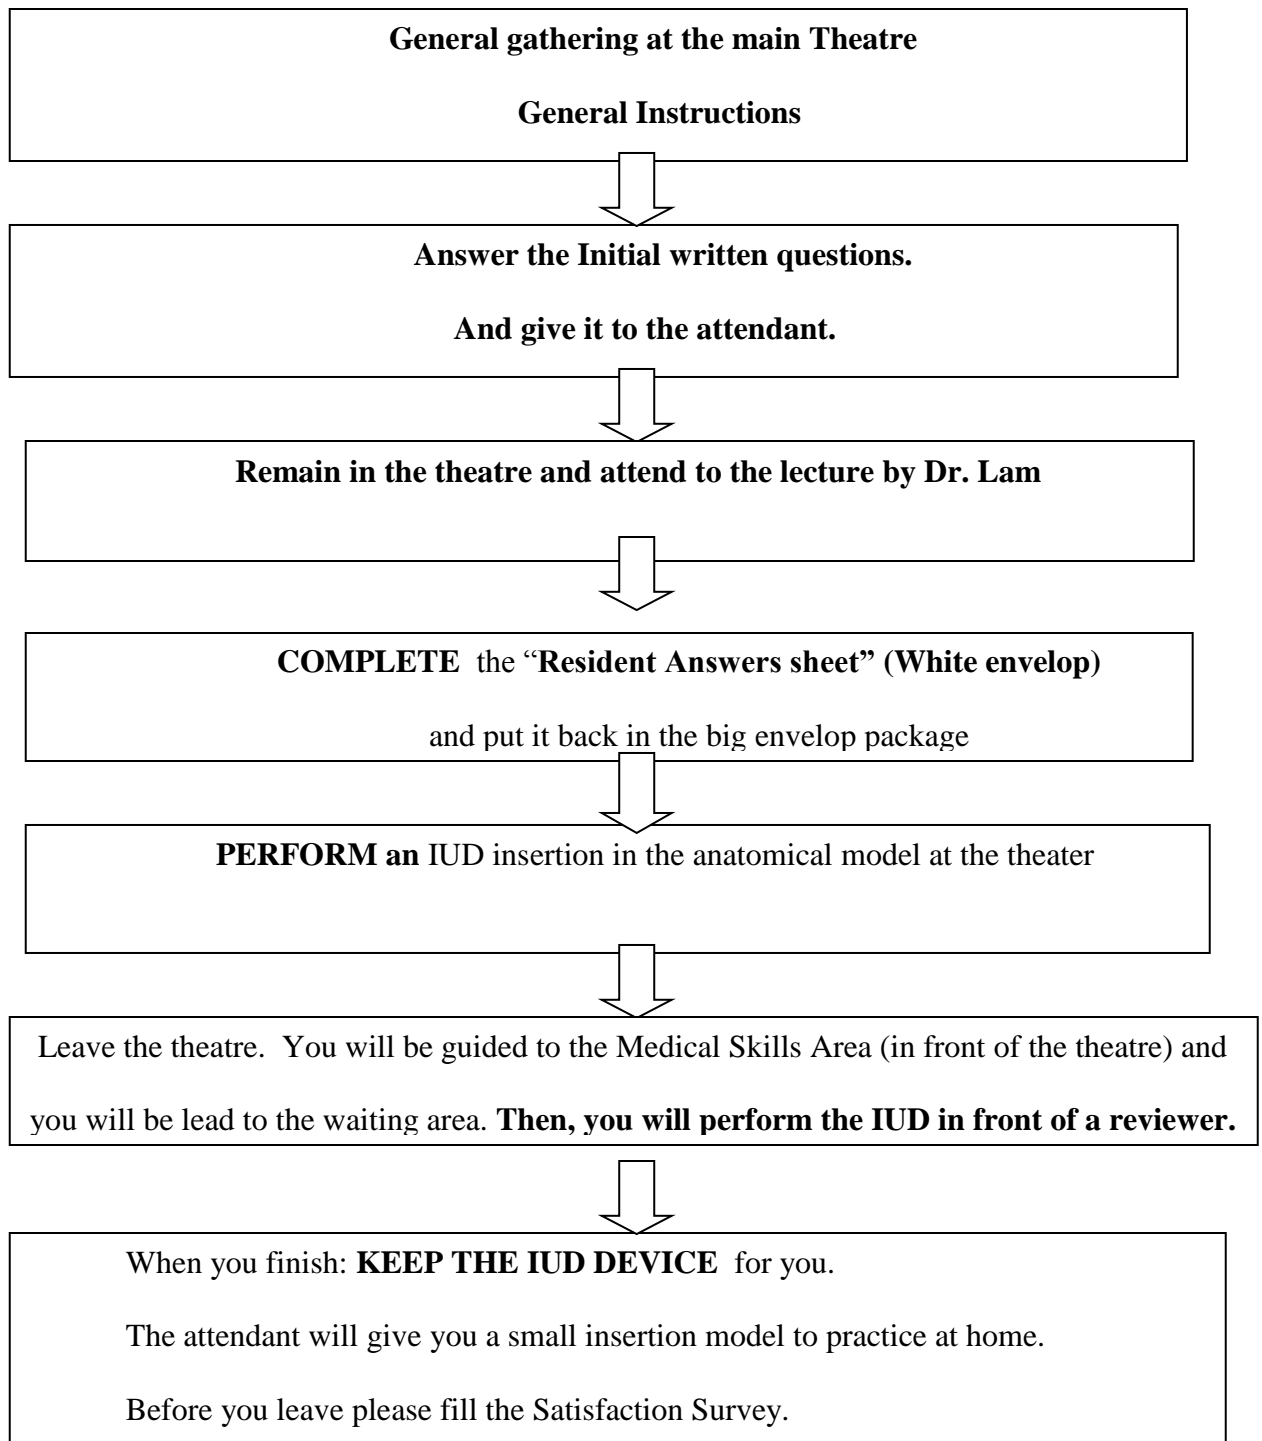 General gathering at the main Theatre
General Instructions
Answer the Initial written questions.
And give it to the attendant.
Remain in the theatre and attend to the lecture by Dr. Lam
COMPLETE  the “Resident Answers sheet” (White envelop)
and put it back in the big envelop package
PERFORM an IUD insertion in the anatomical model at the theater
Leave the theatre.  You will be guided to the Medical Skills Area (in front of the theatre) and
you will be lead to the waiting area. Then, you will perform the IUD in front of a reviewer.
When you finish: KEEP THE IUD DEVICE  for you.
The attendant will give you a small insertion model to practice at home.
Before you leave please fill the Satisfaction Survey.